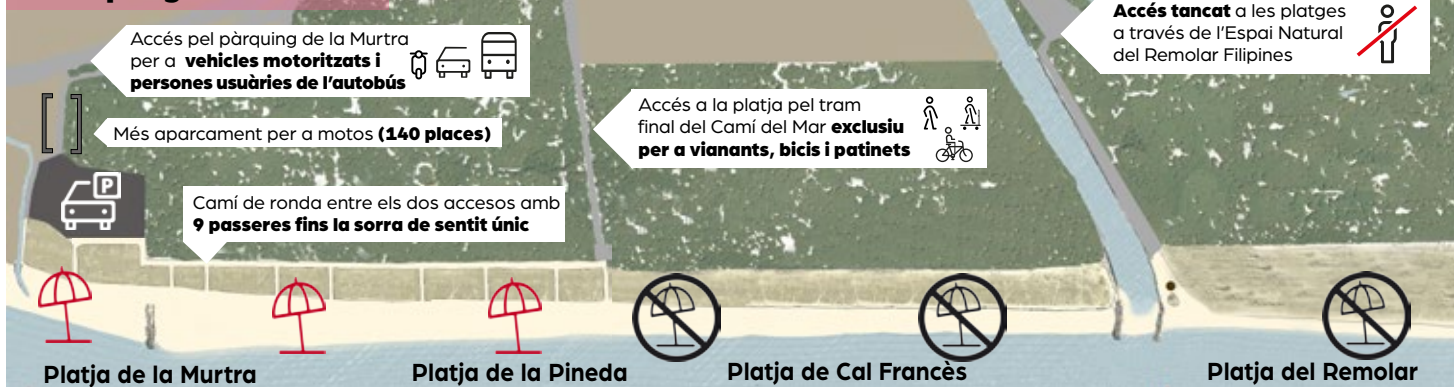 Accés pel pàrquing de la Murtra
per a vehicles motoritzats i
persones usuàries de l'autobús
Més aparcament per a motos (140 places)
P
Camí de ronda entre els dos accesos amb
9 passeres fins la sorra de sentit únic
Accés a la platja pel tram
final del Camí del Mar exclusiu
per a vianants, bicis i patinets
Accés tancat a les platges
a través de l'Espai Natural
del Remolar Filipines
Platja de la Murtra
Platja de la Pineda
Platja de Cal Francès
Platja del Remolar